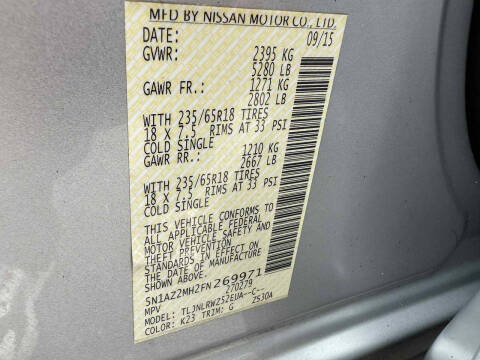 MFD BY NISSAN MOTOR CO., LTD.
DATE: 09/15
GVWR: 2395 KG
5280 LB
GAWR FR.: 1271 KG
2802 LB
WITH 235/65R18 TIRES
18 X 7.5 RIMS AT 33 PSI
COLD SINGLE
GAWR RR.: 1210 KG
2667 LB
WITH 235/65R18 TIRES
18 X 7.5 RIMS AT 33 PSI
COLD SINGLE
THIS VEHICLE CONFORMS TO
ALL APPLICABLE FEDERAL
MOTOR VEHICLE SAFETY AND
THEFT PREVENTION
STANDARDS IN EFFECT ON
THE DATE OF MANUFACTURE
SHOWN ABOVE.
5N1AZ2MH2FN269971
MPV 270279
MODEL: TLJNLRWZ52EUA--C--
COLOR: K23 TRIM: G Z530A